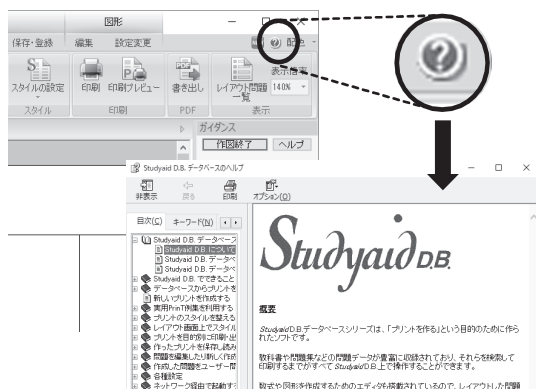 図形
保存・登録 編集 設定変更
配色
スタイルの設定 印刷 印刷プレビュー 書き出し レイアウト問題一覧 表示倍率 140%
スタイル 印刷 PDF 表示
ガイダンス
作図終了 ヘルプ
Studyaid D.B. データベースのヘルプ
非表示 戻る 印刷 オプション(O)
目次(C) キーワード(N)
Studyaid D.B. データベース
Studyaid D.B. について
Studyaid D.B. データベ
Studyaid D.B. データベ
Studyaid D.B. でできること
データベースからプリントを
新しいプリントを作成する
実用PrinT例集を利用する
プリントのスタイルを整える
レイアウト画面上でスタイル
プリントを目的別に印刷・出
作ったプリントを保存し読み
問題を編集したり新しく作成
作成した問題をユーザー問
各種設定
ネットワーク経由で起動す
Studyaid D.B.
概要
Studyaid D.B.データベースシリーズは、「プリントを作る」という目的のために作ら
れたソフトです。
教科書や問題集などの問題データが豊富に収録されており、それらを検索して
印刷するまでがすべて Studyaid D.B. 上で操作することができます。
数式や図形を作成するためのエディタも搭載されているので、レイアウトした問題